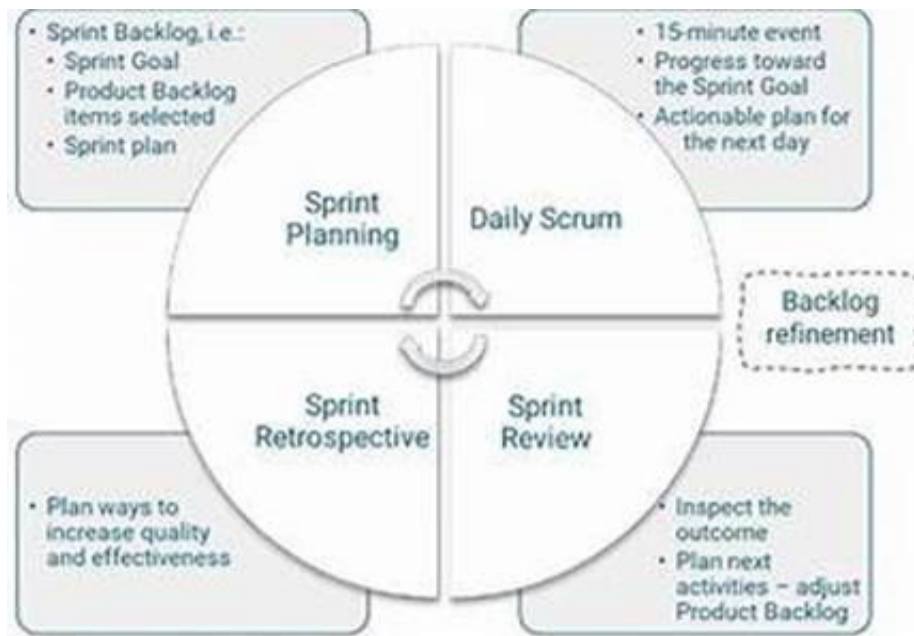 • Sprint Backlog, i.e.:
• Sprint Goal
• Product Backlog
items selected
• Sprint plan
• 15-minute event
• Progress toward
the Sprint Goal
• Actionable plan for
the next day
Sprint
Planning
Daily Scrum
Backlog
refinement
Sprint
Retrospective
Sprint
Review
• Plan ways to
increase quality
and effectiveness
• Inspect the
outcome
• Plan next
activities – adjust
Product Backlog